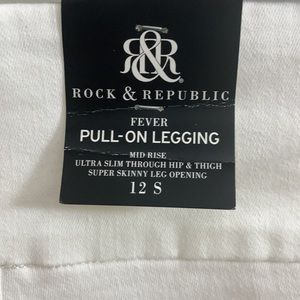 R&R
ROCK & REPUBLIC
FEVER
PULL-ON LEGGING
MID RISE
ULTRA SLIM THROUGH HIP & THIGH
SUPER SKINNY LEG OPENING
12 S